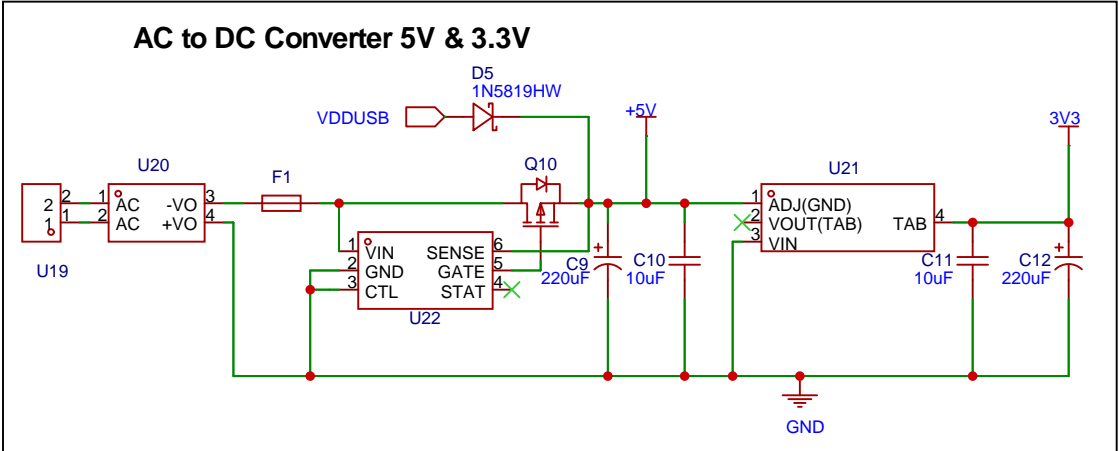 AC to DC Converter 5V & 3.3V
D5
1N5819HW
VDDUSB
+5V
3V3
U20
F1
Q10
U21
2 2 1 AC -VO 3
1 1 2 AC +VO 4
U19
1 ADJ(GND)
2 VOUT(TAB) TAB 4
3 VIN
1 VIN SENSE 6
2 GND GATE 5
3 CTL STAT 4
U22
+ C9
220uF
C10
10uF
C11
10uF
+ C12
220uF
GND